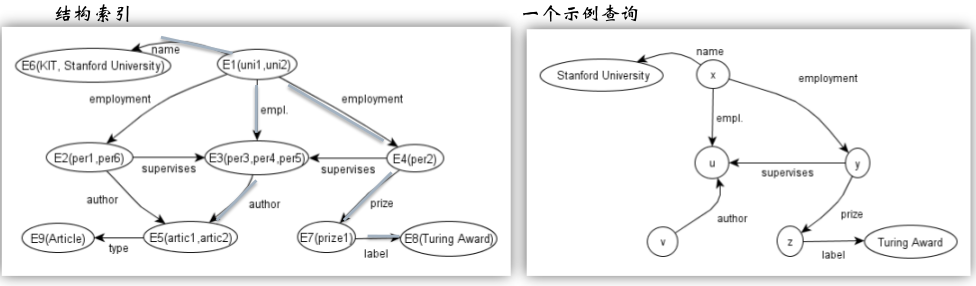 结构索引
一个示例查询
name
E6(KIT, Stanford University)
E1(uni1,uni2)
employment
empl.
employment
E2(per1,per6)
supervises
E3(per3,per4,per5)
supervises
E4(per2)
author
author
prize
E9(Article)
type
E5(artic1,artic2)
E7(prize1)
label
E8(Turing Award)
name
Stanford University
x
employment
empl.
u
supervises
y
author
prize
v
z
label
Turing Award